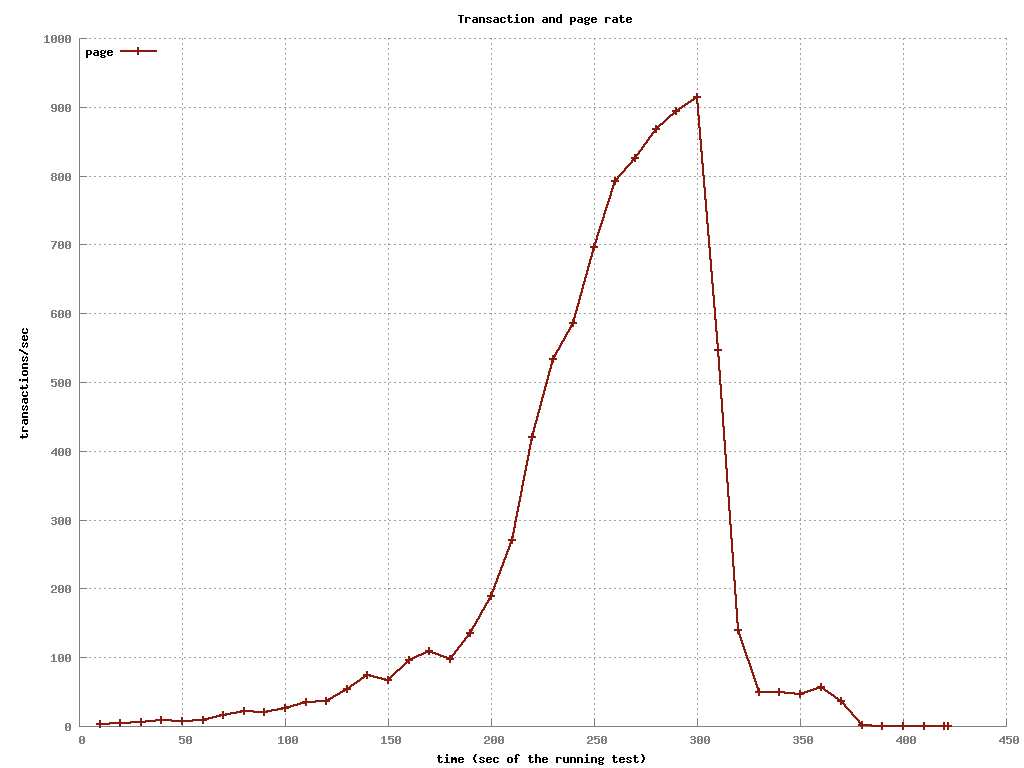 Transaction and page rate
page
1000
900
800
700
600
500
400
300
200
100
0
transactions/sec
0 50 100 150 200 250 300 350 400 450
time (sec of the running test)